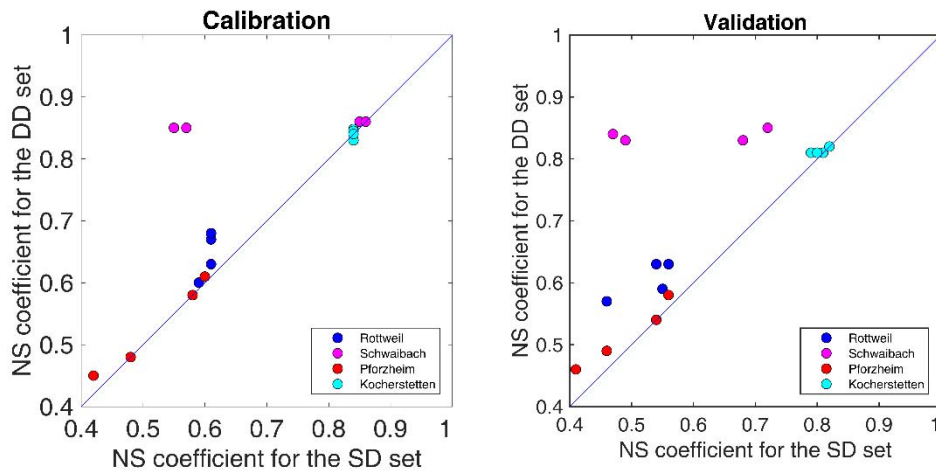 Calibration
1
0.9
0.8
0.7
0.6
0.5
0.4
NS coefficient for the DD set
0.4 0.5 0.6 0.7 0.8 0.9 1
NS coefficient for the SD set
Rottweil
Schwaibach
Pforzheim
Kocherstetten
Validation
1
0.9
0.8
0.7
0.6
0.5
0.4
NS coefficient for the DD set
0.4 0.5 0.6 0.7 0.8 0.9 1
NS coefficient for the SD set
Rottweil
Schwaibach
Pforzheim
Kocherstetten